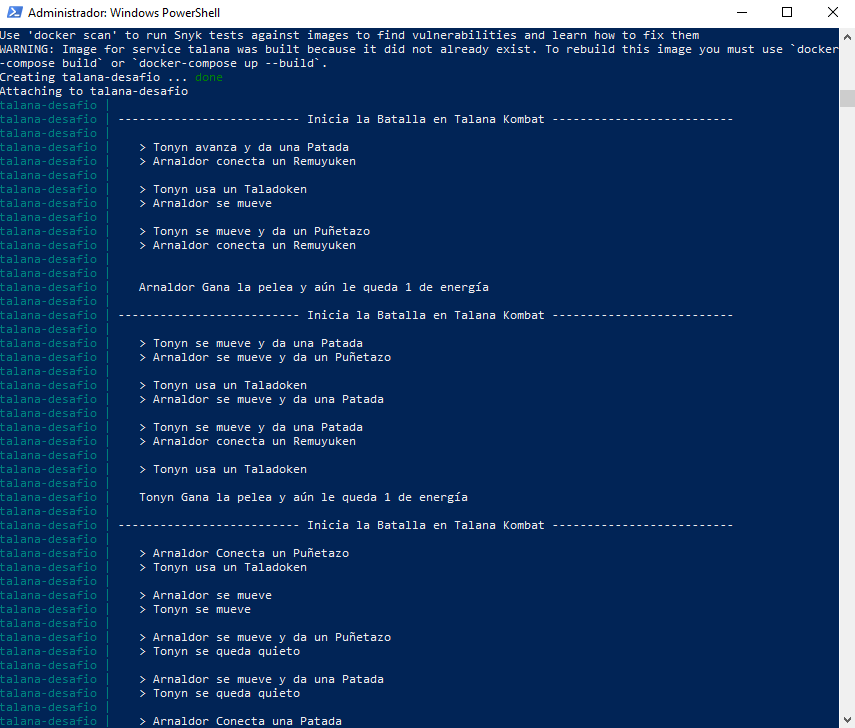 Administrador: Windows PowerShell
Use 'docker scan' to run Snyk tests against images to find vulnerabilities and learn how to fix them
WARNING: Image for service talana was built because it did not already exist. To rebuild this image you must use `docker
-compose build` or `docker-compose up --build`.
Creating talana-desafio ... done
Attaching to talana-desafio
talana-desafio |
talana-desafio | -------------------------- Inicia la Batalla en Talana Kombat --------------------------
talana-desafio |
talana-desafio |    > Tonyn avanza y da una Patada
talana-desafio |    > Arnaldor conecta un Remuyuken
talana-desafio |
talana-desafio |    > Tonyn usa un Taladoken
talana-desafio |    > Arnaldor se mueve
talana-desafio |
talana-desafio |    > Tonyn se mueve y da un Puñetazo
talana-desafio |    > Arnaldor conecta un Remuyuken
talana-desafio |
talana-desafio |
talana-desafio |    Arnaldor Gana la pelea y aún le queda 1 de energía
talana-desafio |
talana-desafio | -------------------------- Inicia la Batalla en Talana Kombat --------------------------
talana-desafio |
talana-desafio |    > Tonyn se mueve y da una Patada
talana-desafio |    > Arnaldor se mueve y da un Puñetazo
talana-desafio |
talana-desafio |    > Tonyn usa un Taladoken
talana-desafio |    > Arnaldor se mueve y da una Patada
talana-desafio |
talana-desafio |    > Tonyn se mueve y da una Patada
talana-desafio |    > Arnaldor conecta un Remuyuken
talana-desafio |
talana-desafio |    > Tonyn usa un Taladoken
talana-desafio |
talana-desafio |    Tonyn Gana la pelea y aún le queda 1 de energía
talana-desafio |
talana-desafio | -------------------------- Inicia la Batalla en Talana Kombat --------------------------
talana-desafio |
talana-desafio |    > Arnaldor Conecta un Puñetazo
talana-desafio |    > Tonyn usa un Taladoken
talana-desafio |
talana-desafio |    > Arnaldor se mueve
talana-desafio |    > Tonyn se mueve
talana-desafio |
talana-desafio |    > Arnaldor se mueve y da un Puñetazo
talana-desafio |    > Tonyn se queda quieto
talana-desafio |
talana-desafio |    > Arnaldor se mueve y da una Patada
talana-desafio |    > Tonyn se queda quieto
talana-desafio |
talana-desafio |    > Arnaldor Conecta una Patada